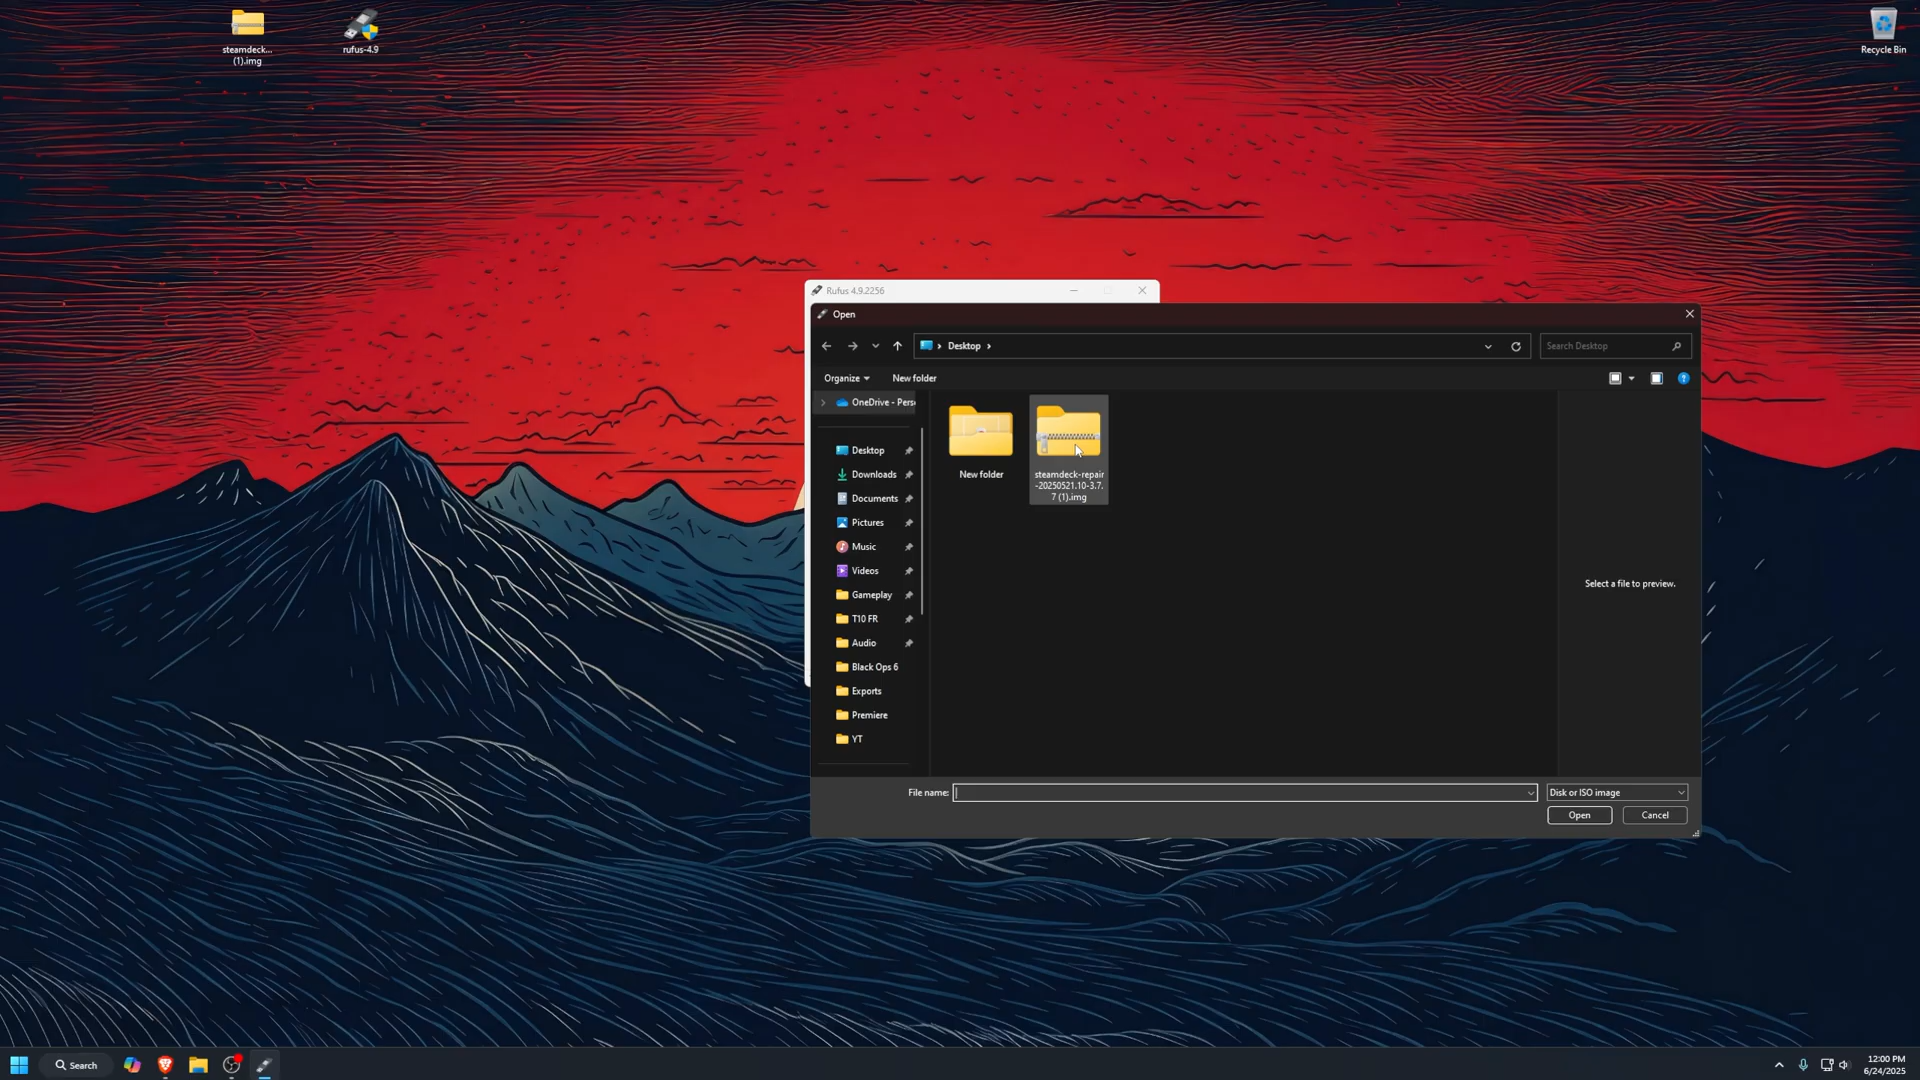 steamdeck...
(1).img
rufus-4.9
Recycle Bin
Rufus 4.9.2256
Open
Desktop
Search Desktop
Organize
New folder
OneDrive - Pers
Desktop
Downloads
Documents
Pictures
Music
Videos
Gameplay
T10 FR
Audio
Black Ops 6
Exports
Premiere
YT
New folder
steamdeck-repair
-20250521.10-3.7.
7 (1).img
Select a file to preview.
File name:
Disk or ISO image
Open
Cancel
Search
12:00 PM
6/24/2025